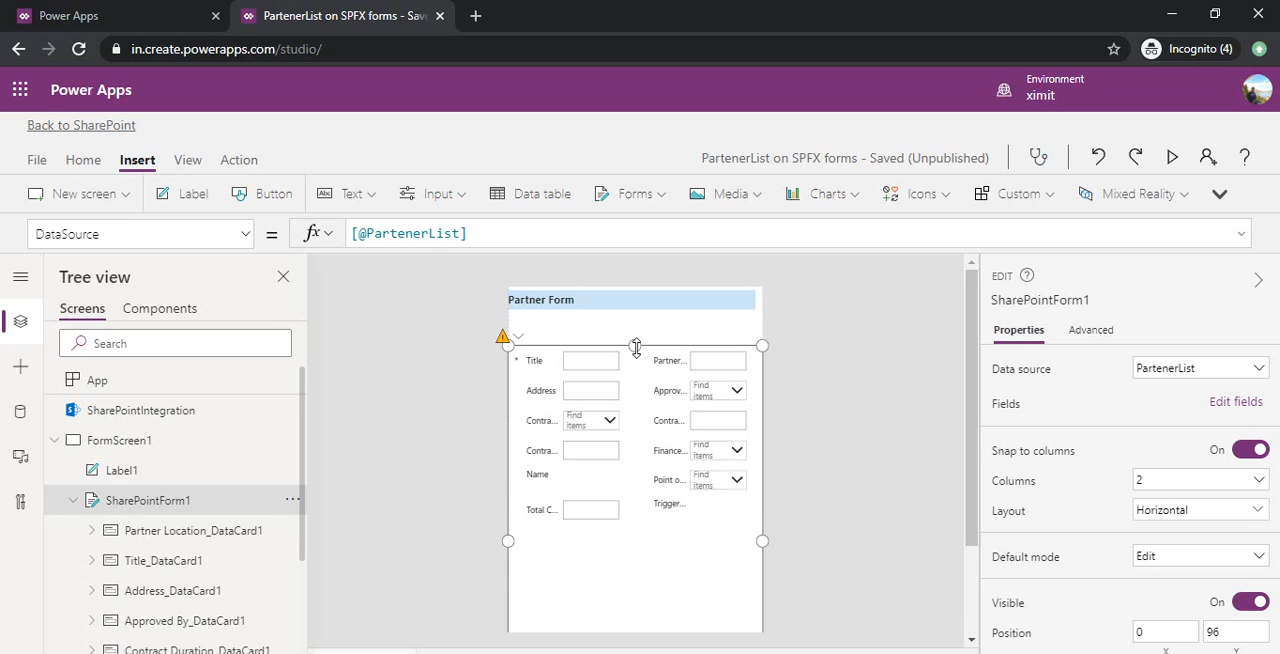 Power Apps
PartenerList on SPFX forms - Sav
in.create.powerapps.com/studio/
Incognito (4)
Power Apps
Environment
ximit
Back to SharePoint
File Home Insert View Action
PartenerList on SPFX forms - Saved (Unpublished)
?
New screen Label Button Text Input Data table Forms Media Charts Icons Custom Mixed Reality
DataSource = fx [@PartenerList]
Tree view
Screens Components
Search
App
SharePointIntegration
FormScreen1
Label1
SharePointForm1 ...
Partner Location_DataCard1
Title_DataCard1
Address_DataCard1
Approved By_DataCard1
Contract Duration_DataCard1
Partner Form
* Title Partner...
Address Approv... Find items
Contra... Find items Contra...
Contra... Finance... Find items
Name Point o... Find items
Trigger...
Total C...
EDIT ?
SharePointForm1
Properties Advanced
Data source PartenerList
Fields Edit fields
Snap to columns On
Columns 2
Layout Horizontal
Default mode Edit
Visible On
Position 0 96
X Y